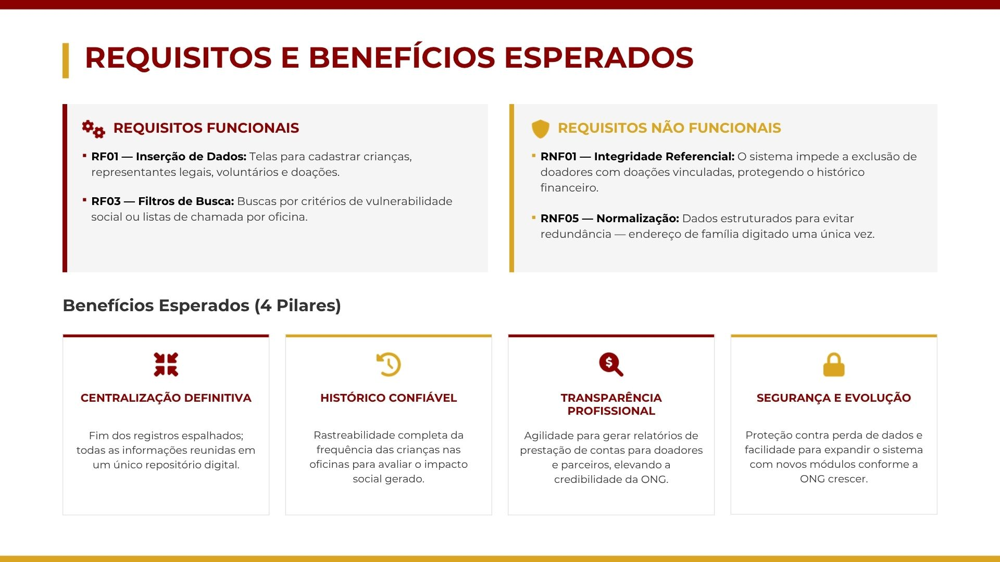 REQUISITOS E BENEFÍCIOS ESPERADOS
REQUISITOS FUNCIONAIS
▪ RF01 — Inserção de Dados: Telas para cadastrar crianças,
representantes legais, voluntários e doações.
▪ RF03 — Filtros de Busca: Buscas por critérios de vulnerabilidade
social ou listas de chamada por oficina.
REQUISITOS NÃO FUNCIONAIS
▪ RNF01 — Integridade Referencial: O sistema impede a exclusão de
doadores com doações vinculadas, protegendo o histórico
financeiro.
▪ RNF05 — Normalização: Dados estruturados para evitar
redundância — endereço de família digitado uma única vez.
Benefícios Esperados (4 Pilares)
CENTRALIZAÇÃO DEFINITIVA
Fim dos registros espalhados;
todas as informações reunidas em
um único repositório digital.
HISTÓRICO CONFIÁVEL
Rastreabilidade completa da
frequência das crianças nas
oficinas para avaliar o impacto
social gerado.
$
TRANSPARÊNCIA
PROFISSIONAL
Agilidade para gerar relatórios de
prestação de contas para doadores
e parceiros, elevando a
credibilidade da ONG.
SEGURANÇA E EVOLUÇÃO
Proteção contra perda de dados e
facilidade para expandir o sistema
com novos módulos conforme a
ONG crescer.